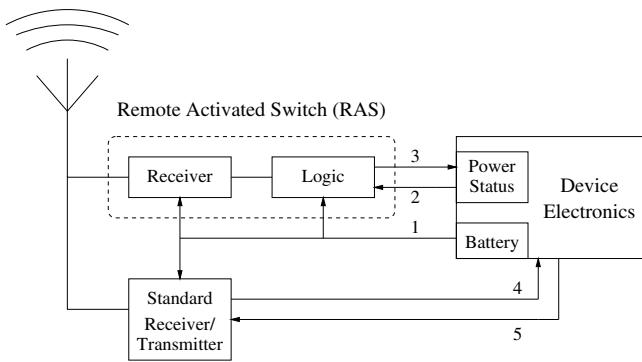 Remote Activated Switch (RAS)
Receiver
Logic
3
2
1
Power
Status
Device
Electronics
Battery
Standard
Receiver/
Transmitter
4
5